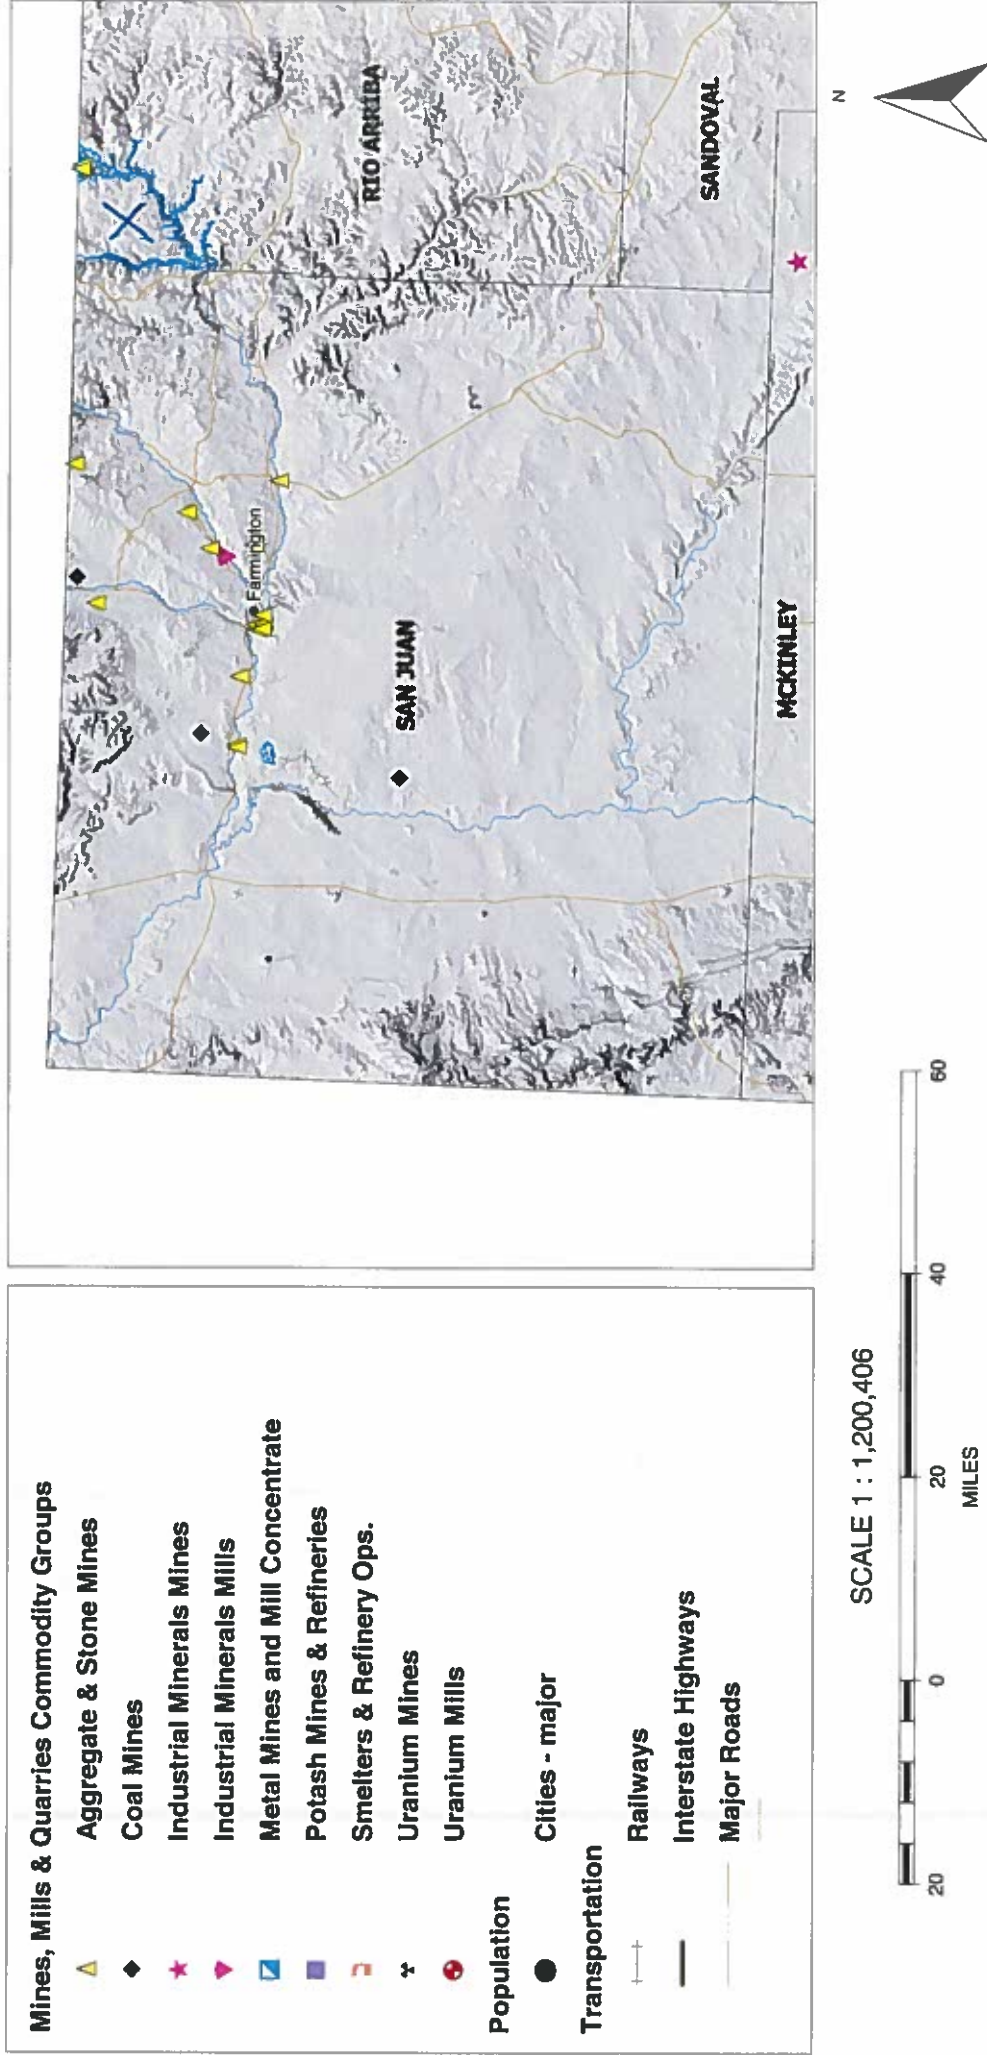 Mines, Mills & Quarries Commodity Groups
Aggregate & Stone Mines
Coal Mines
Industrial Minerals Mines
Industrial Minerals Mills
Metal Mines and Mill Concentrate
Potash Mines & Refineries
Smelters & Refinery Ops.
Uranium Mines
Uranium Mills
Population
Cities - major
Transportation
Railways
Interstate Highways
Major Roads
Farmington
RIO ARRIBA
SAN JUAN
SANDOVAL
MCKINLEY
SCALE 1 : 1,200,406
20 0 20 40 60
MILES
N